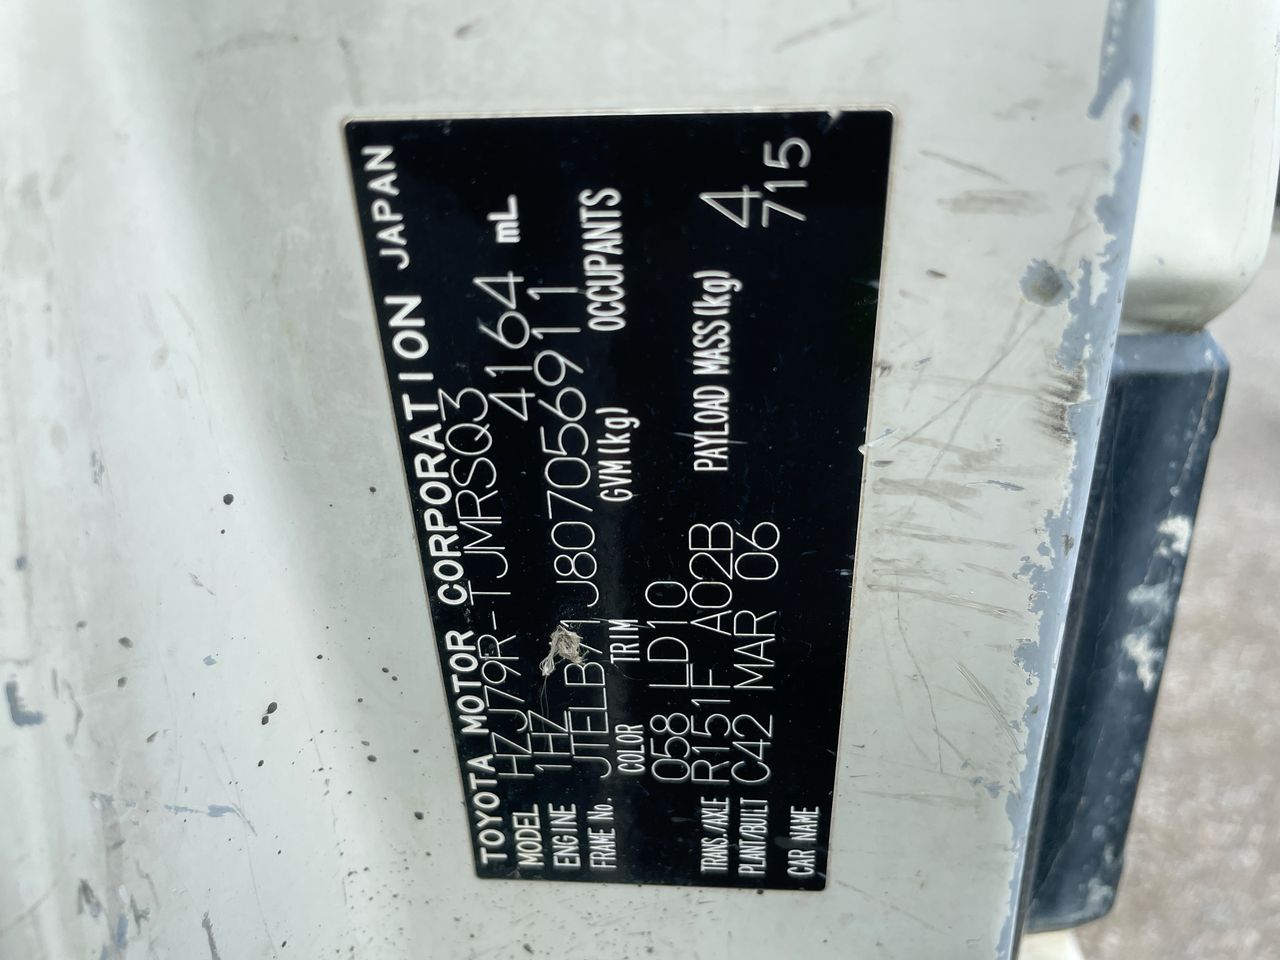 TOYOTA MOTOR CORPORATION JAPAN
MODEL HZJ79R-TJMRSQ3
ENGINE 1HZ 4164 mL
FRAME No. JTELB71J807056911
COLOR TRIM GVM(kg) OCCUPANTS
058 LD10 4
TRANS./AXLE R151F A02B PAYLOAD MASS(kg) 715
PLANT/BUILT C42 MAR 06
CAR NAME